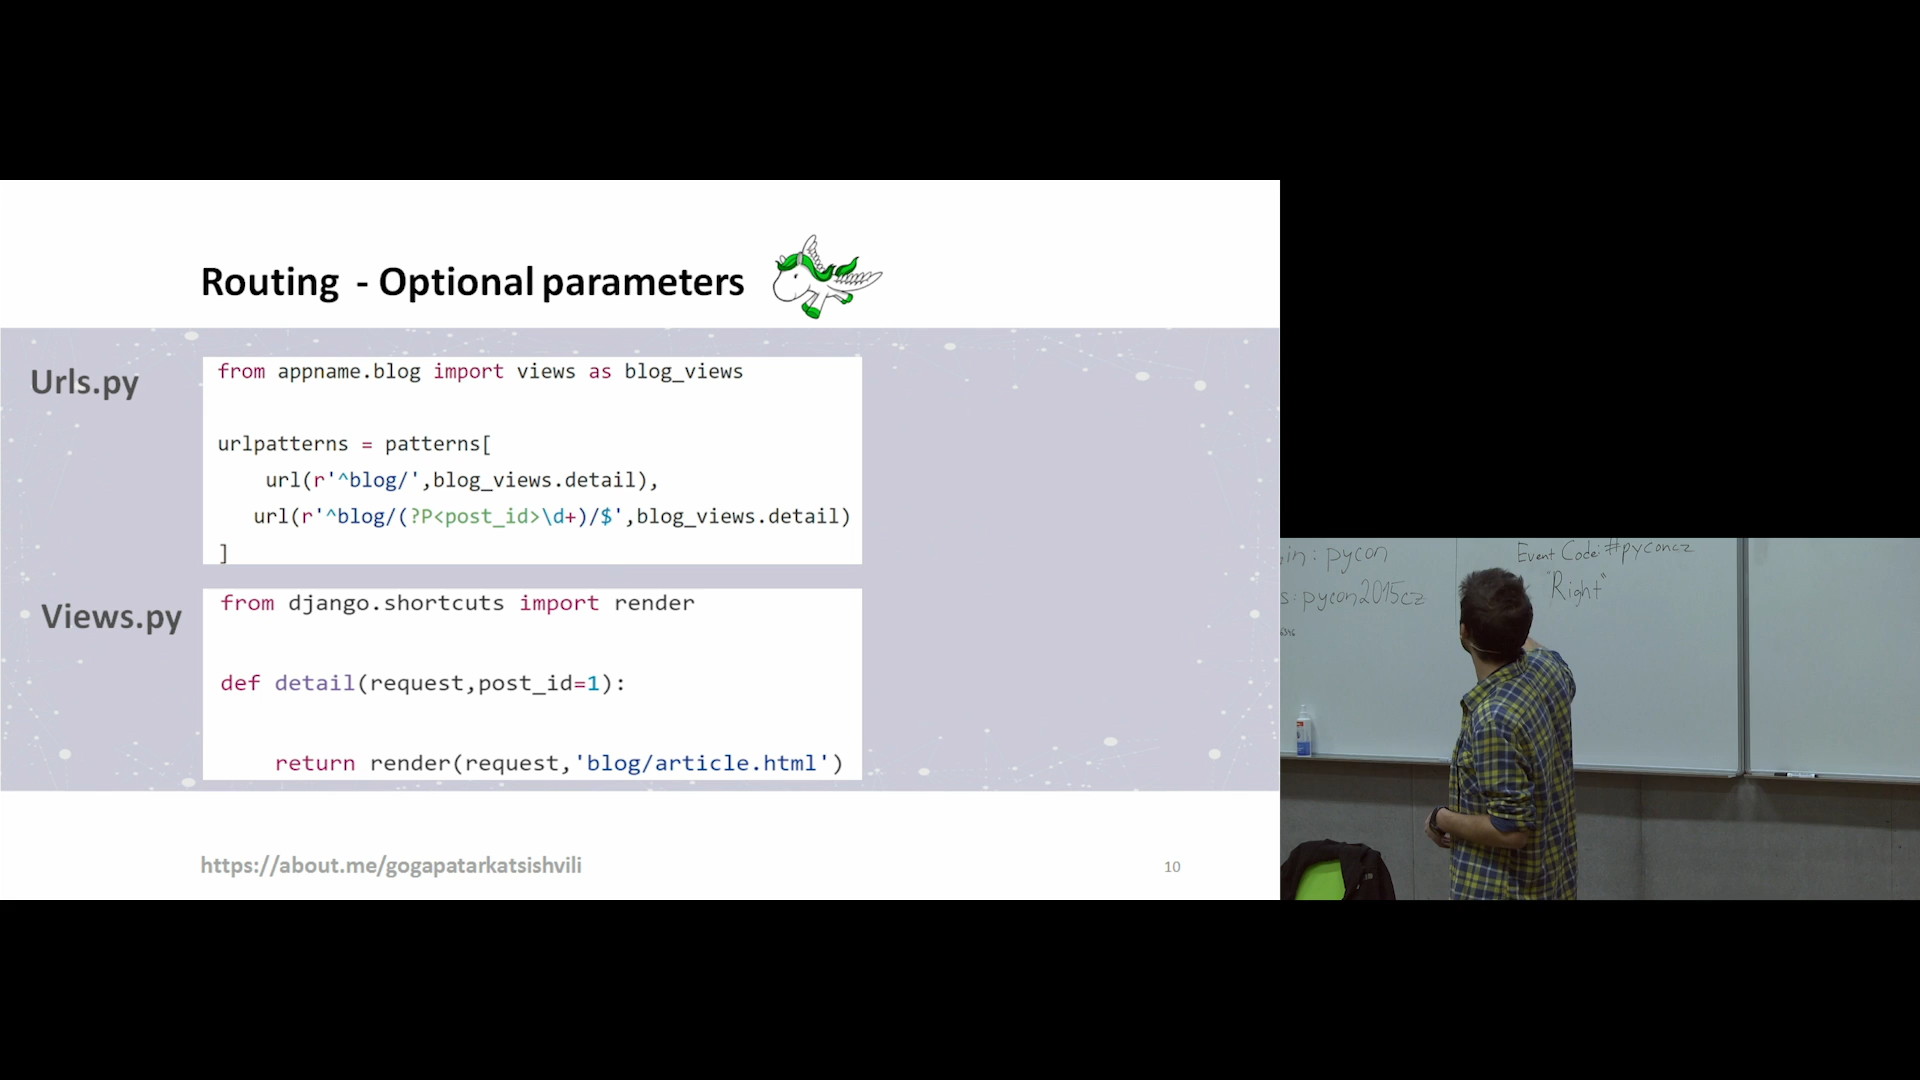 Routing - Optional parameters
Urls.py
from appname.blog import views as blog_views
urlpatterns = patterns[
url(r'^blog/',blog_views.detail),
url(r'^blog/(?P<post_id>\d+)/$',blog_views.detail)
]
Views.py
from django.shortcuts import render
def detail(request,post_id=1):
return render(request,'blog/article.html')
https://about.me/gogapatarkatsishvili
10
in: pycon
s: pycon2015cz
Event Code: #pyconcz
"Right"